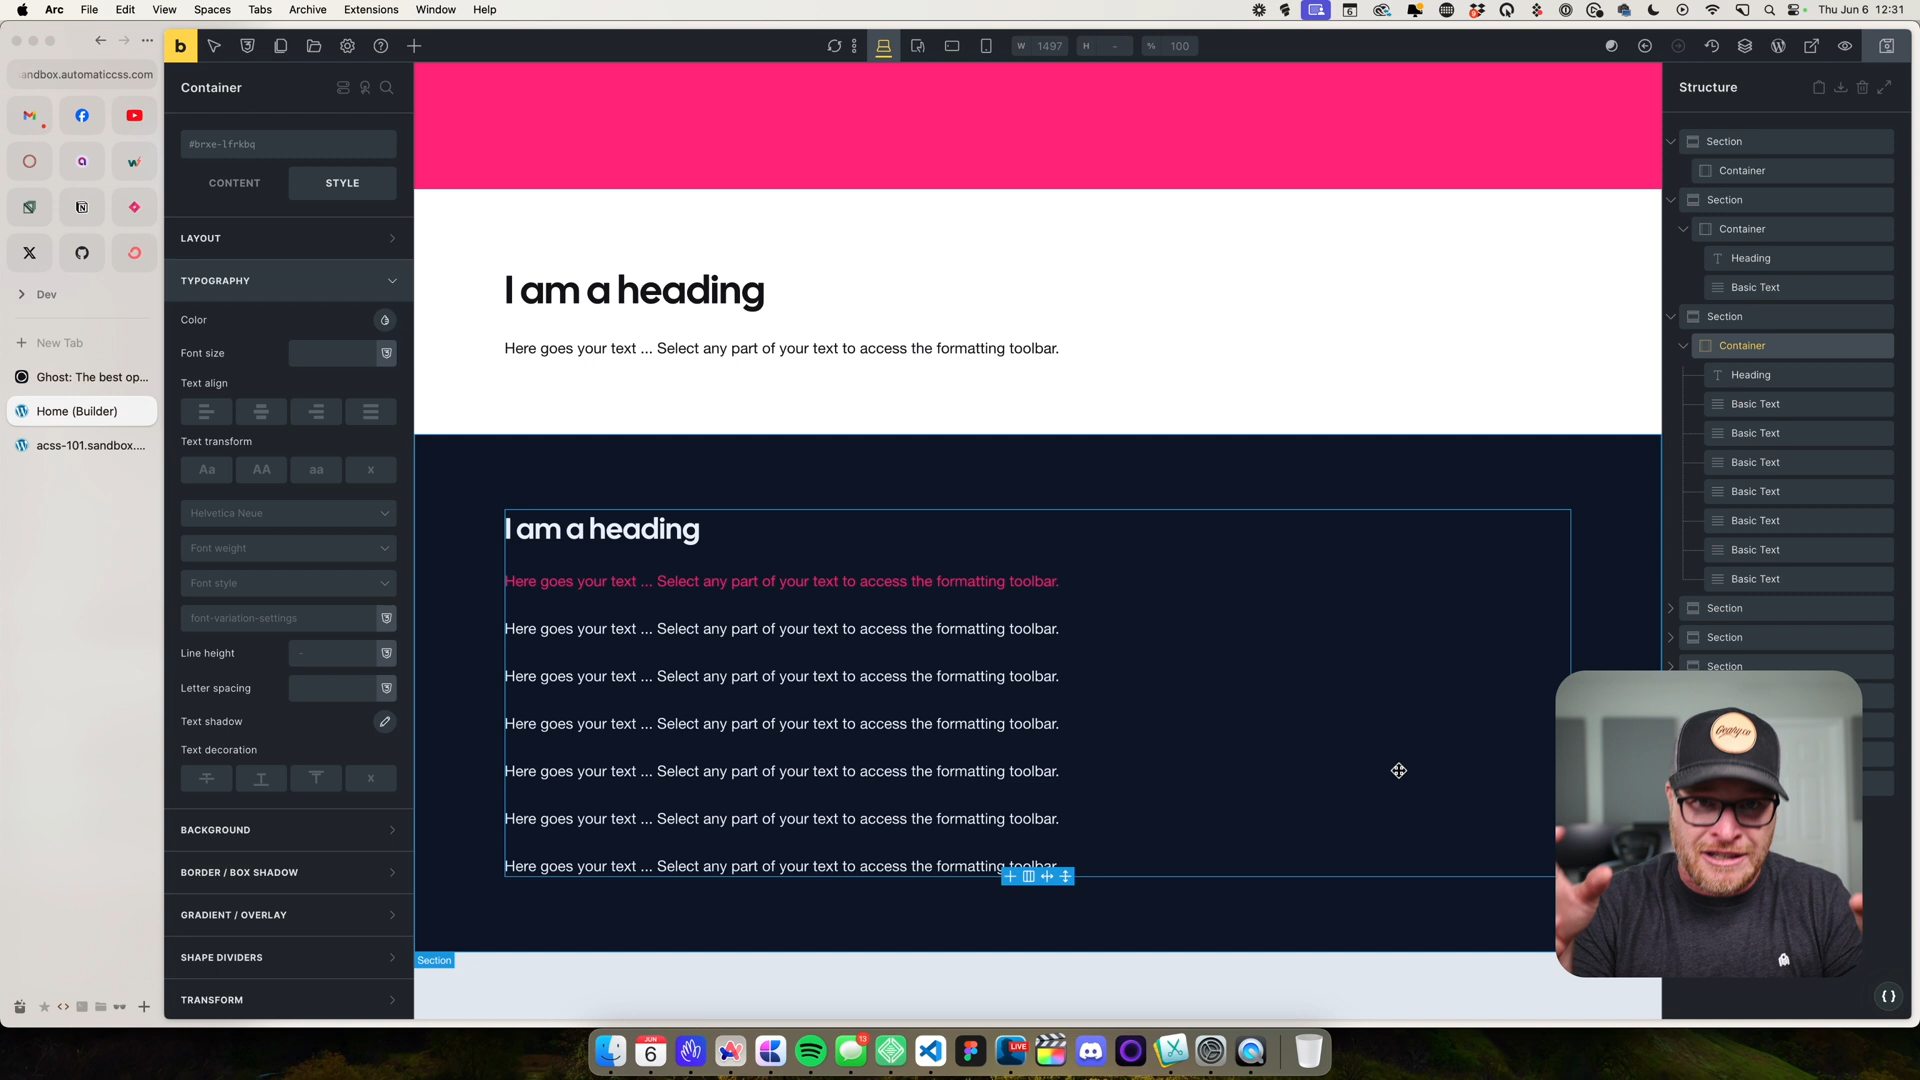 Arc File Edit View Spaces Tabs Archive Extensions Window Help
Thu Jun 6 12:31
andbox.automaticcss.com
b
W 1497 H - % 100
Container
#brxe-lfrkbq
CONTENT STYLE
LAYOUT
TYPOGRAPHY
Color
Font size
Text align
Text transform
Aa AA aa x
Helvetica Neue
Font weight
Font style
font-variation-settings
Line height -
Letter spacing
Text shadow
Text decoration
x
BACKGROUND
BORDER / BOX SHADOW
GRADIENT / OVERLAY
SHAPE DIVIDERS
TRANSFORM
Dev
New Tab
Ghost: The best op...
Home (Builder)
acss-101.sandbox....
I am a heading
Here goes your text ... Select any part of your text to access the formatting toolbar.
I am a heading
Here goes your text ... Select any part of your text to access the formatting toolbar.
Here goes your text ... Select any part of your text to access the formatting toolbar.
Here goes your text ... Select any part of your text to access the formatting toolbar.
Here goes your text ... Select any part of your text to access the formatting toolbar.
Here goes your text ... Select any part of your text to access the formatting toolbar.
Here goes your text ... Select any part of your text to access the formatting toolbar.
Here goes your text ... Select any part of your text to access the formatting toolbar.
Section
Structure
Section
Container
Section
Container
Heading
Basic Text
Section
Container
Heading
Basic Text
Basic Text
Basic Text
Basic Text
Basic Text
Basic Text
Basic Text
Section
Section
Section
Geary Co
{ }
JUN
6
13
LIVE